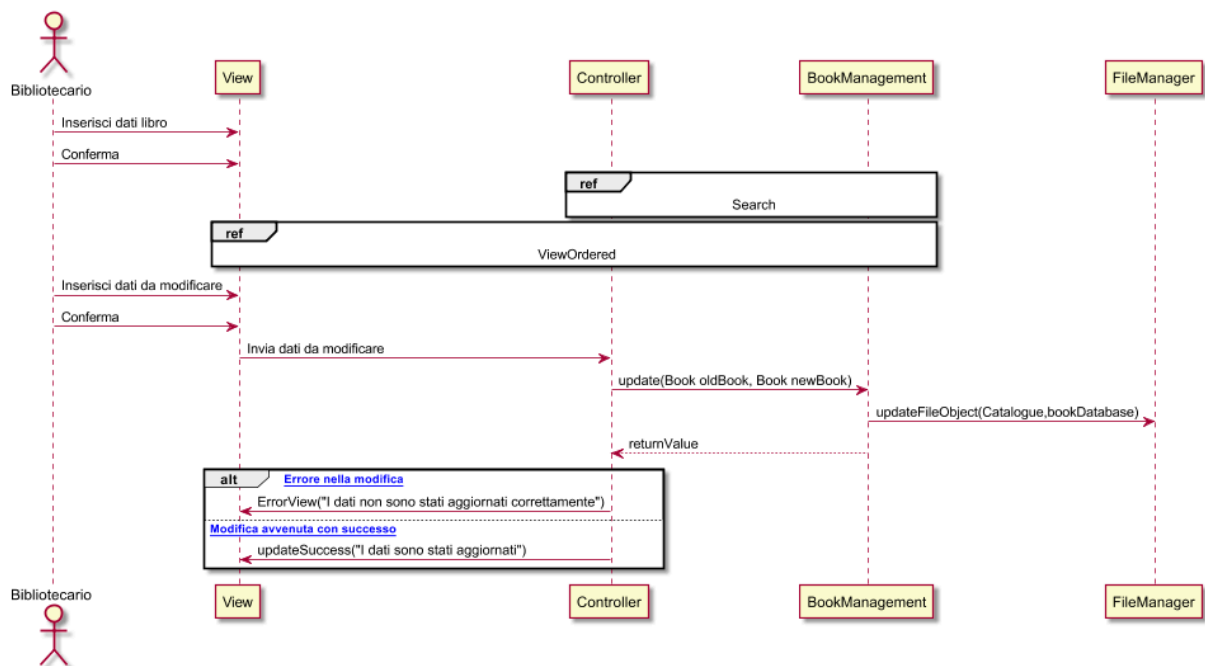 Bibliotecario
View
Controller
BookManagement
FileManager
Inserisci dati libro
Conferma
ref
Search
ref
ViewOrdered
Inserisci dati da modificare
Conferma
Invia dati da modificare
update(Book oldBook, Book newBook)
updateFileObject(Catalogue,bookDatabase)
returnValue
alt
Errore nella modifica
ErrorView("I dati non sono stati aggiornati correttamente")
Modifica avvenuta con successo
updateSuccess("I dati sono stati aggiornati")
Bibliotecario
View
Controller
BookManagement
FileManager